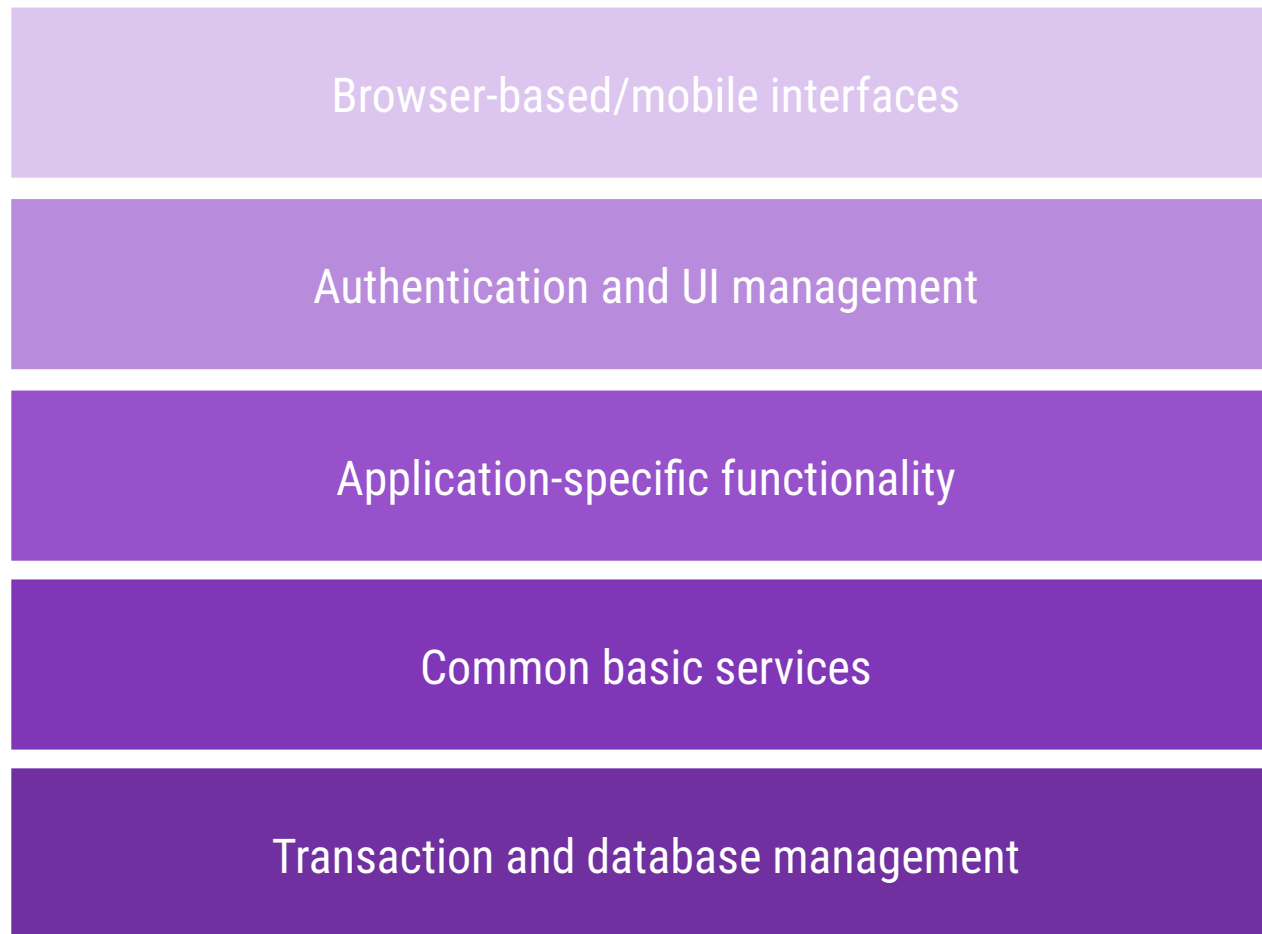 Browser-based/mobile interfaces
Authentication and UI management
Application-specific functionality
Common basic services
Transaction and database management